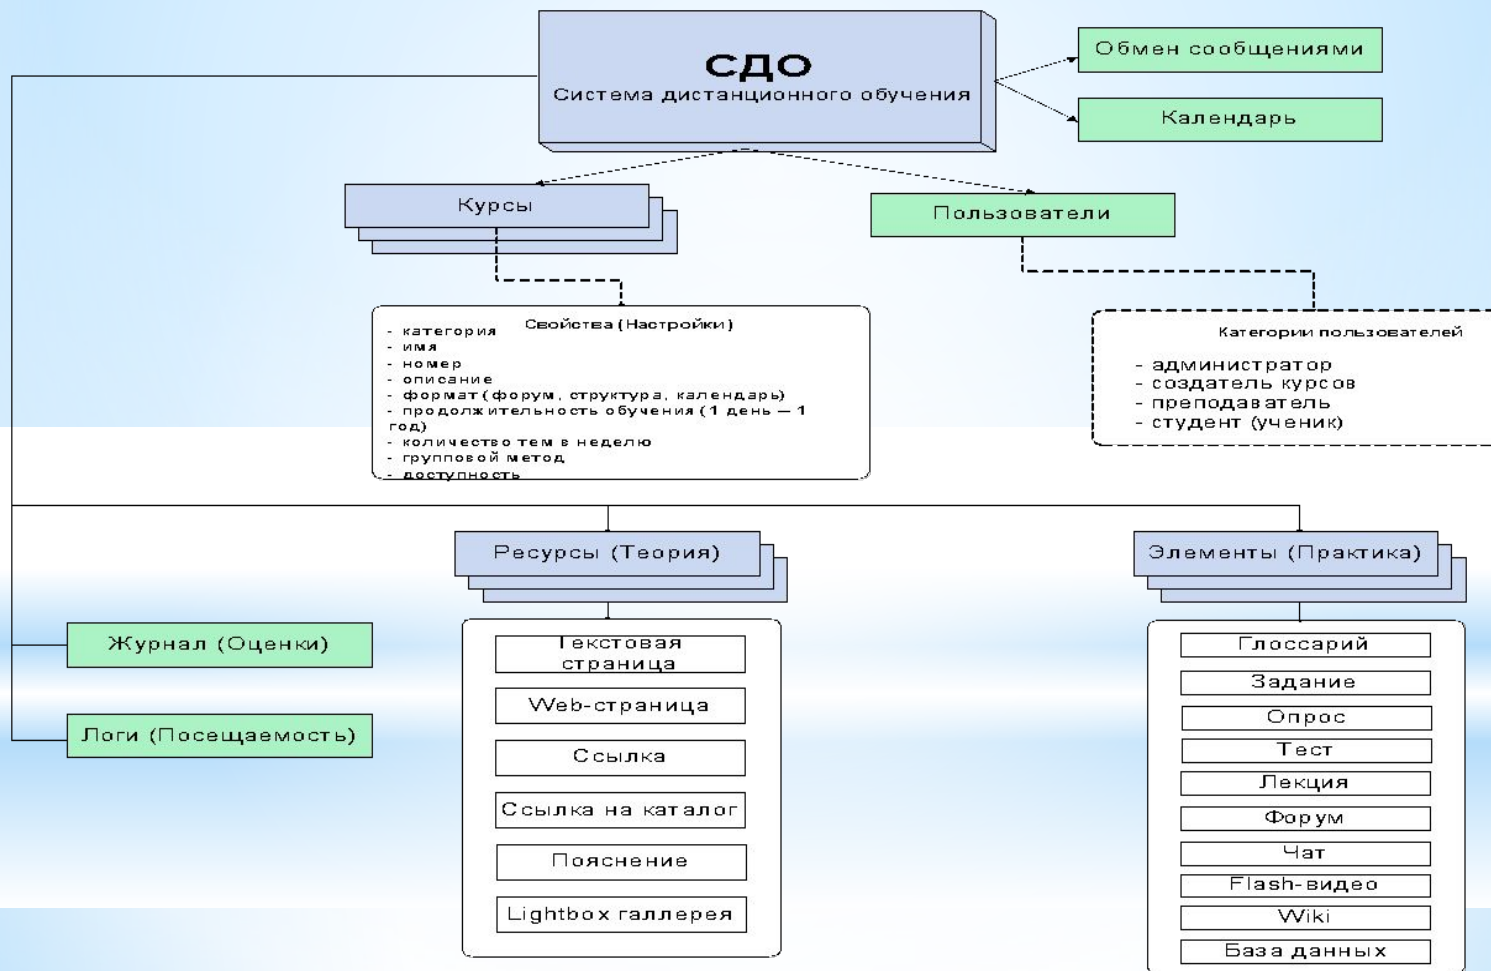 СДО
Система дистанционного обучения
Обмен сообщениями
Календарь
Курсы
Пользователи
Свойства (Настройки)
- категория
- имя
- номер
- описание
- формат (форум, структура, календарь)
- продолжительность обучения (1 день – 1
год)
- количество тем в неделю
- групповой метод
- доступность
Категории пользователей
- администратор
- создатель курсов
- преподаватель
- студент (ученик)
Ресурсы (Теория)
Элементы (Практика)
Журнал (Оценки)
Логи (Посещаемость)
Текстовая
страница
Web-страница
Ссылка
Ссылка на каталог
Пояснение
Lightbox галлерея
Глоссарий
Задание
Опрос
Тест
Лекция
Форум
Чат
Flash-видео
Wiki
База данных